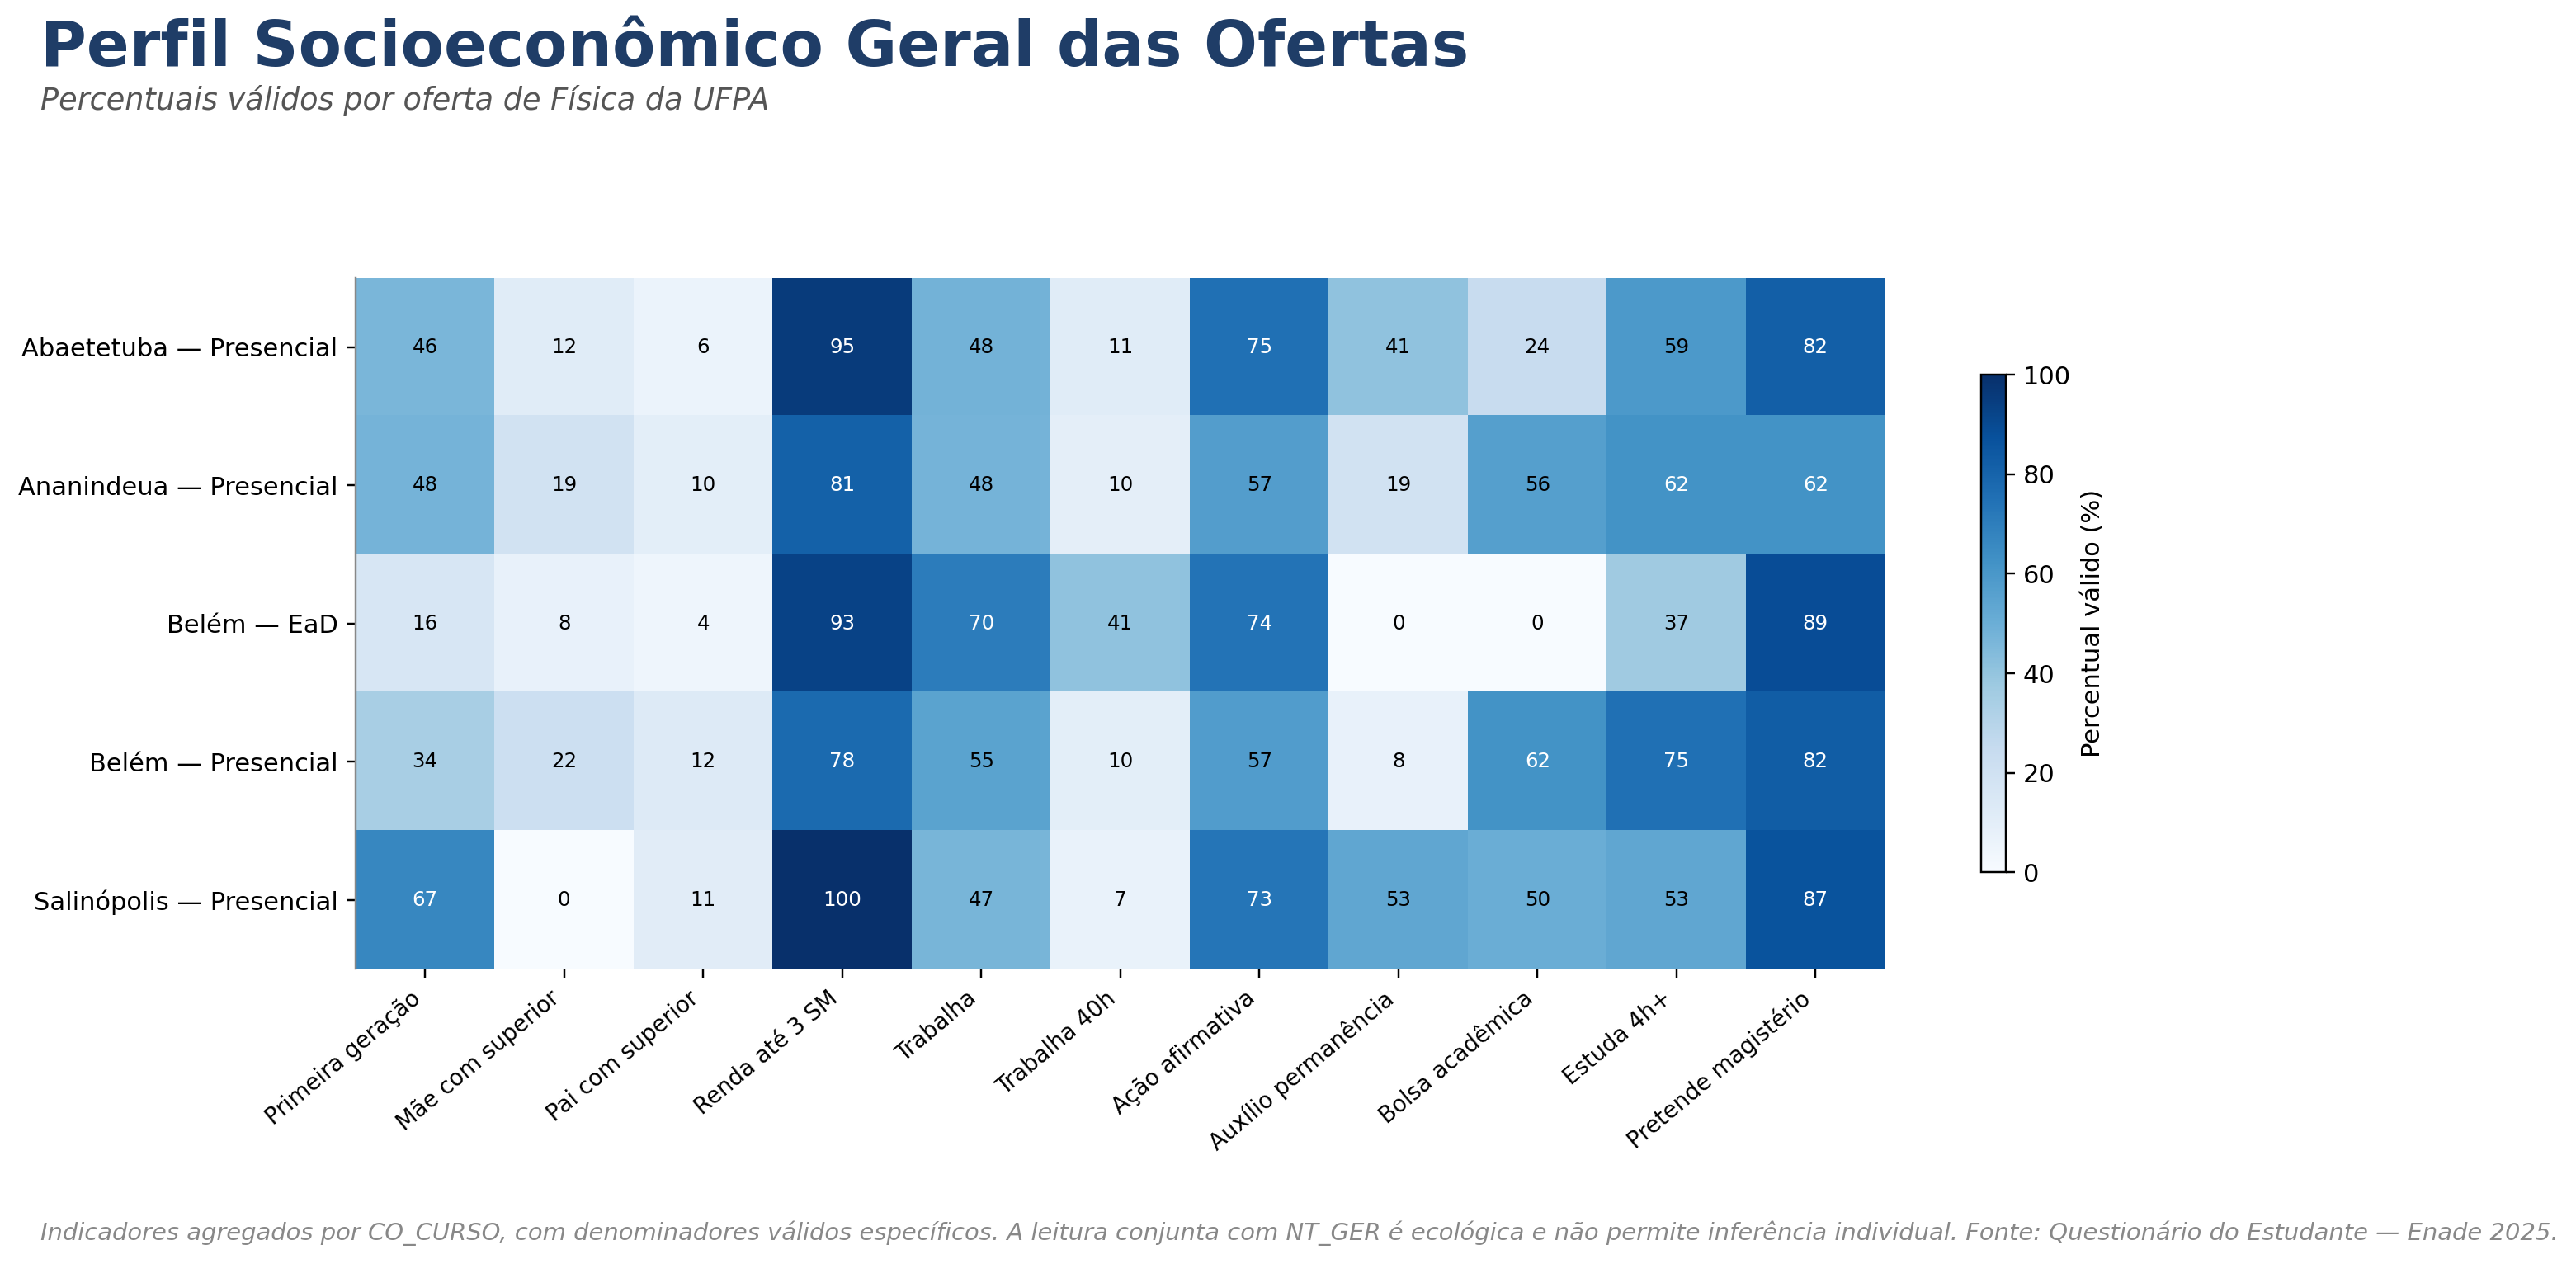 Perfil Socioeconômico Geral das Ofertas
Percentuais válidos por oferta de Física da UFPA
Abaetetuba — Presencial 46 12 6 95 48 11 75 41 24 59 82
Ananindeua — Presencial 48 19 10 81 48 10 57 19 56 62 62
Belém — EaD 16 8 4 93 70 41 74 0 0 37 89
Belém — Presencial 34 22 12 78 55 10 57 8 62 75 82
Salinópolis — Presencial 67 0 11 100 47 7 73 53 50 53 87
Primeira geração
Mãe com superior
Pai com superior
Renda até 3 SM
Trabalha
Trabalha 40h
Ação afirmativa
Auxílio permanência
Bolsa acadêmica
Estuda 4h+
Pretende magistério
100
80
60
40
20
0
Percentual válido (%)
Indicadores agregados por CO_CURSO, com denominadores válidos específicos. A leitura conjunta com NT_GER é ecológica e não permite inferência individual. Fonte: Questionário do Estudante — Enade 2025.